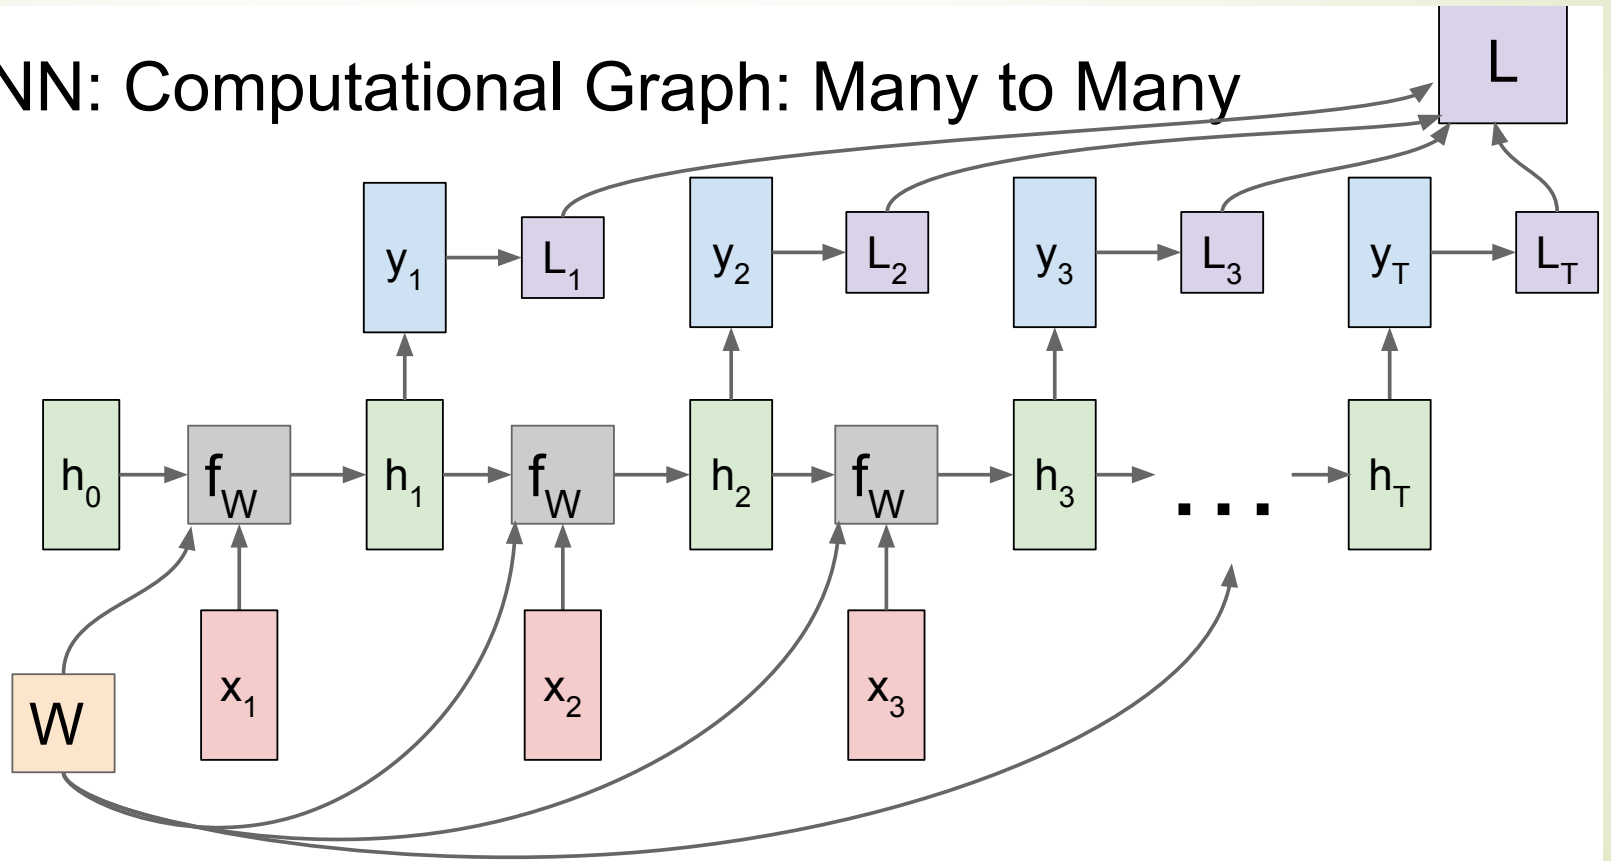 NN: Computational Graph: Many to Many
L
y1
L1
y2
L2
y3
L3
yT
LT
h0
fW
h1
fW
h2
fW
h3
...
hT
W
x1
x2
x3